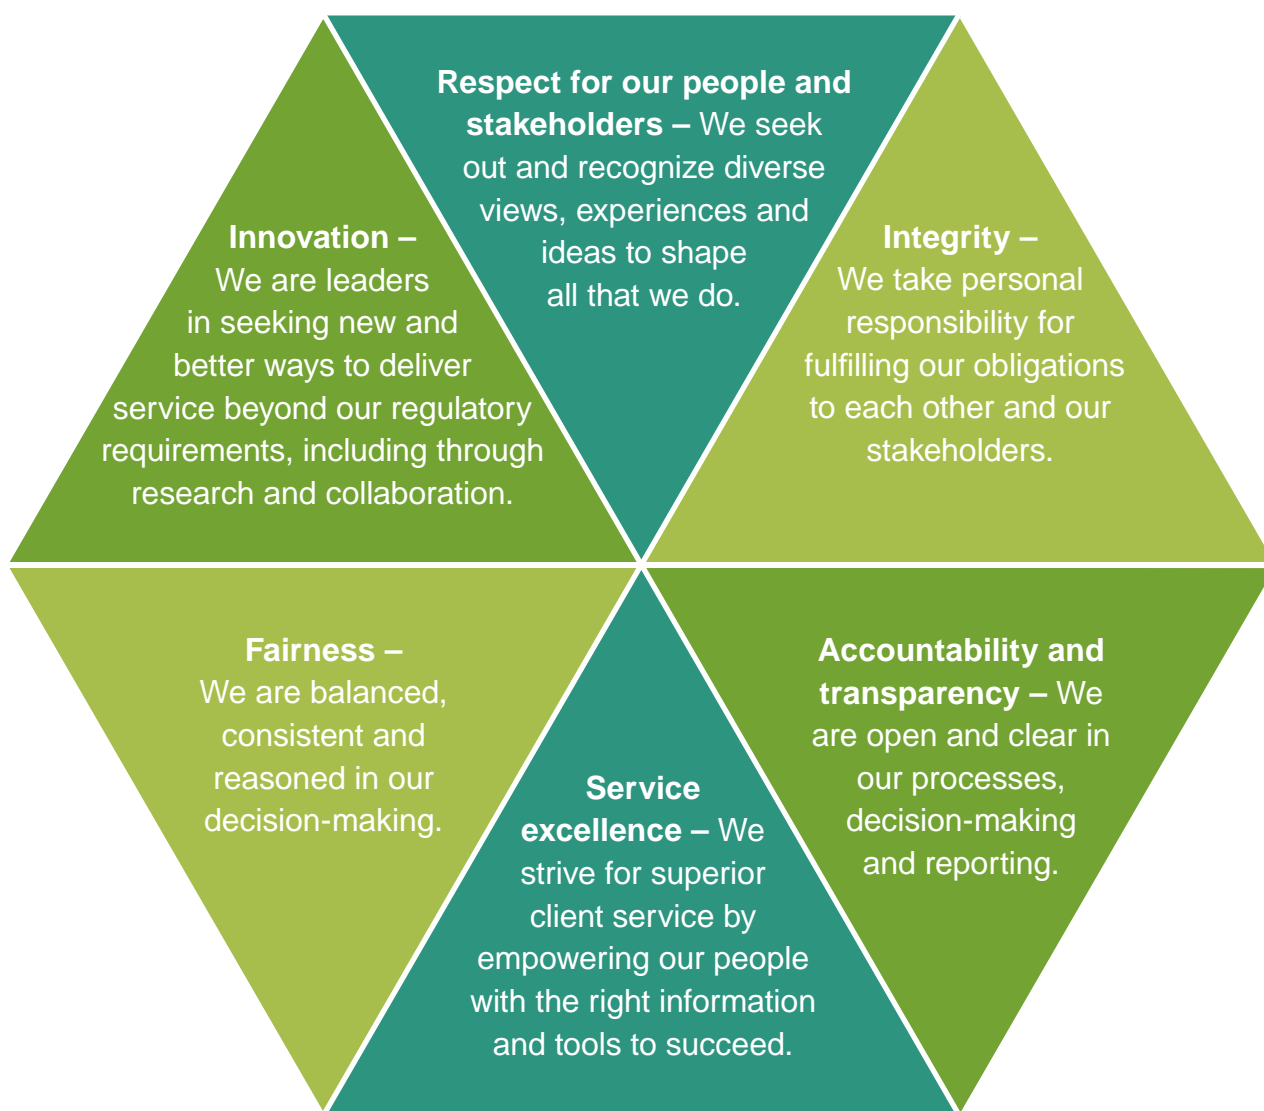 Respect for our people and
stakeholders – We seek
out and recognize diverse
views, experiences and
ideas to shape
all that we do.
Innovation –
We are leaders
in seeking new and
better ways to deliver
service beyond our regulatory
requirements, including through
research and collaboration.
Integrity –
We take personal
responsibility for
fulfilling our obligations
to each other and our
stakeholders.
Fairness –
We are balanced,
consistent and
reasoned in our
decision-making.
Service
excellence – We
strive for superior
client service by
empowering our people
with the right information
and tools to succeed.
Accountability and
transparency – We
are open and clear in
our processes,
decision-making
and reporting.